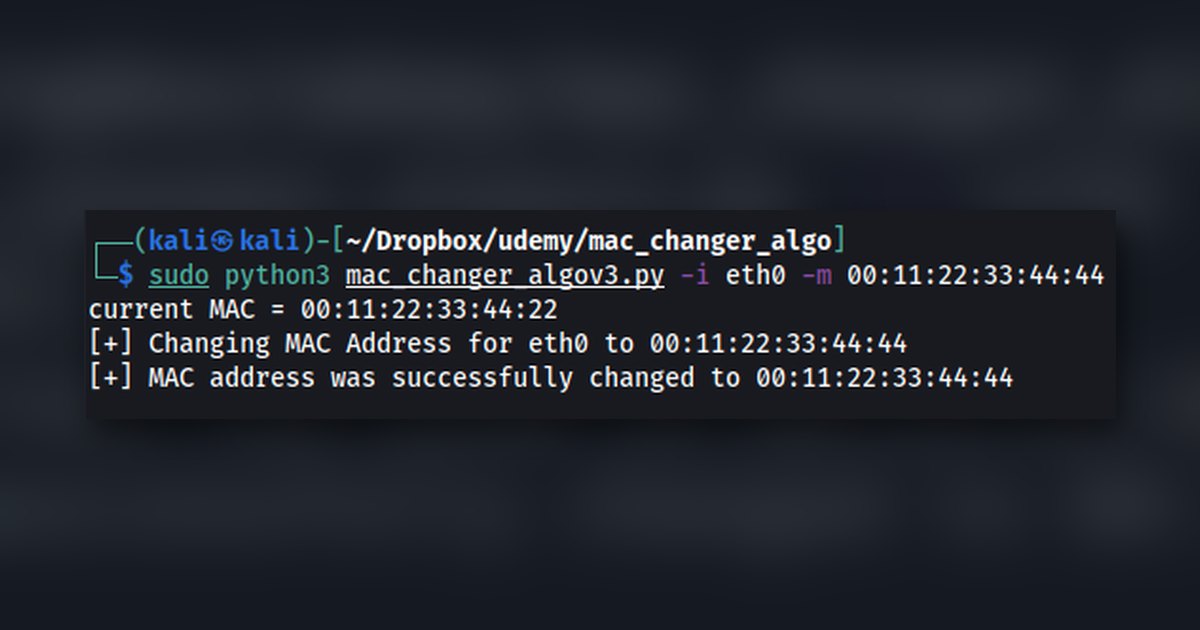 ┌──(kali㉿kali)-[~/Dropbox/udemy/mac_changer_algo]
└─$ sudo python3 mac_changer_algov3.py -i eth0 -m 00:11:22:33:44:44
current MAC = 00:11:22:33:44:22
[+] Changing MAC Address for eth0 to 00:11:22:33:44:44
[+] MAC address was successfully changed to 00:11:22:33:44:44